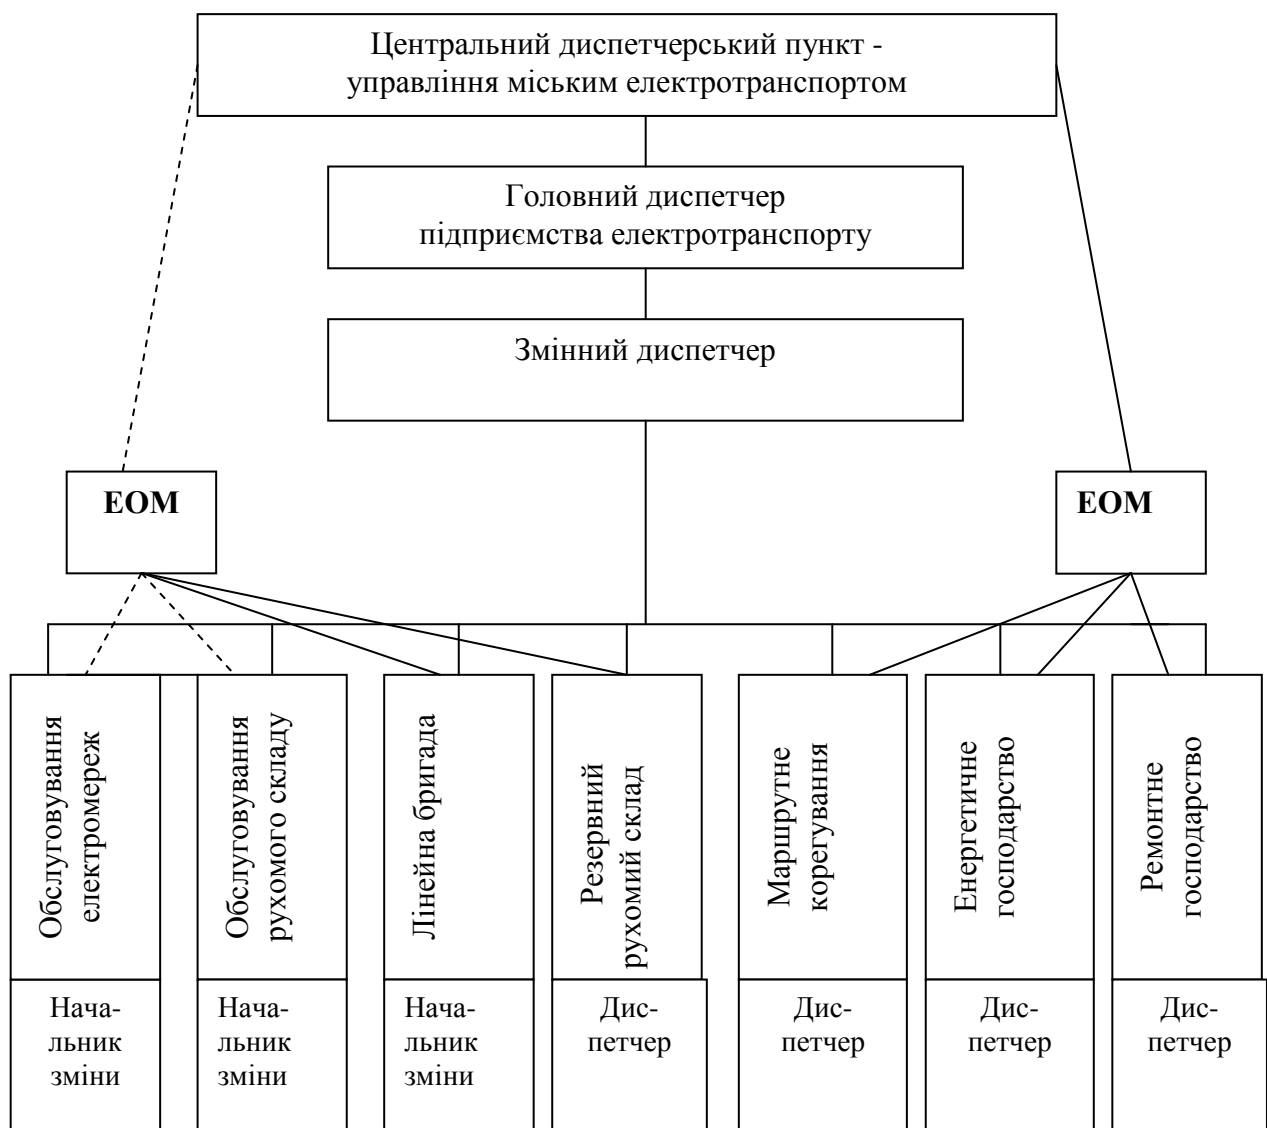 Центральний диспетчерський пункт -
управління міським електротранспортом
Головний диспетчер
підприємства електротранспорту
Змінний диспетчер
ЕОМ
ЕОМ
Обслуговування
електромереж
Обслуговування
рухомого складу
Лінейна бригада
Резервний
рухомий склад
Маршрутне
корегування
Енергетичне
господарство
Ремонтне
господарство
Нача-
льник
зміни
Нача-
льник
зміни
Нача-
льник
зміни
Дис-
петчер
Дис-
петчер
Дис-
петчер
Дис-
петчер